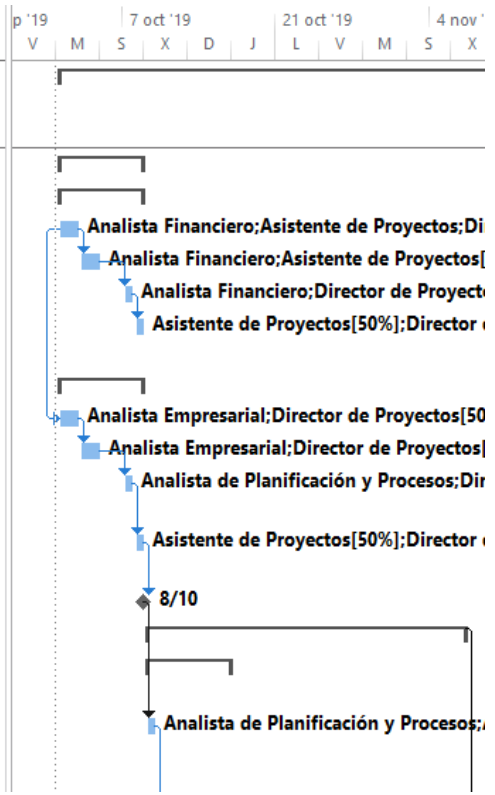 p '19 7 oct '19 21 oct '19 4 nov '
V M S X D J L V M S X
Analista Financiero;Asistente de Proyectos;Di
Analista Financiero;Asistente de Proyectos[
Analista Financiero;Director de Proyecto
Asistente de Proyectos[50%];Director
Analista Empresarial;Director de Proyectos[50
Analista Empresarial;Director de Proyectos[
Analista de Planificación y Procesos;Dir
Asistente de Proyectos[50%];Director
8/10
Analista de Planificación y Procesos;